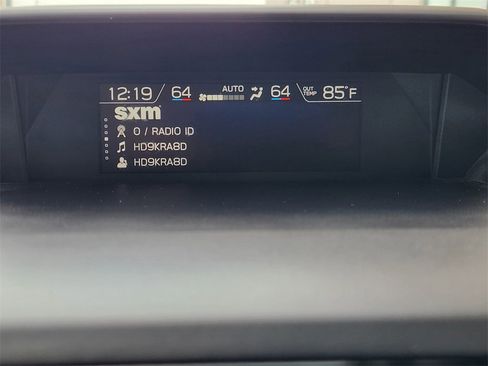 12:19 64 AUTO 64 OUT TEMP 85°F
sxm
0 / RADIO ID
HD9KRA8D
HD9KRA8D